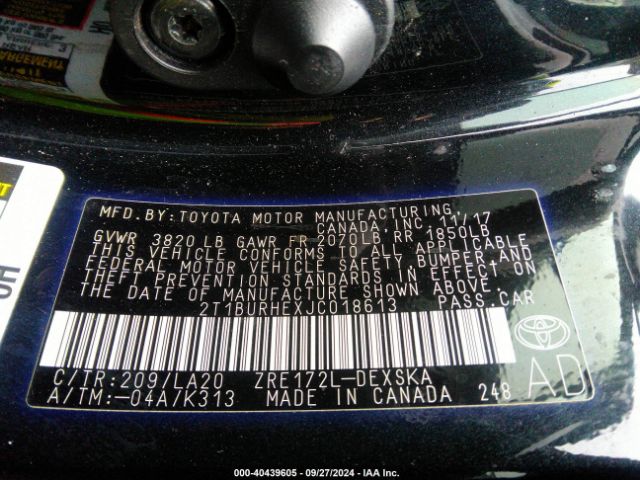 MFD. BY: TOYOTA MOTOR MANUFACTURING
CANADA, INC. 11/17
GVWR 3820 LB GAWR FR 2070LB RR 1850LB
THIS VEHICLE CONFORMS TO ALL APPLICABLE
FEDERAL MOTOR VEHICLE SAFETY, BUMPER, AND
THEFT PREVENTION STANDARDS IN EFFECT ON
THE DATE OF MANUFACTURE SHOWN ABOVE.
2T1BURHEXJC018613 PASS.CAR
C/TR:209/LA20 ZRE172L-DEXSKA
A/TM:-04A/K313 MADE IN CANADA 248
AD
000-40439605 - 09/27/2024 - IAA Inc.